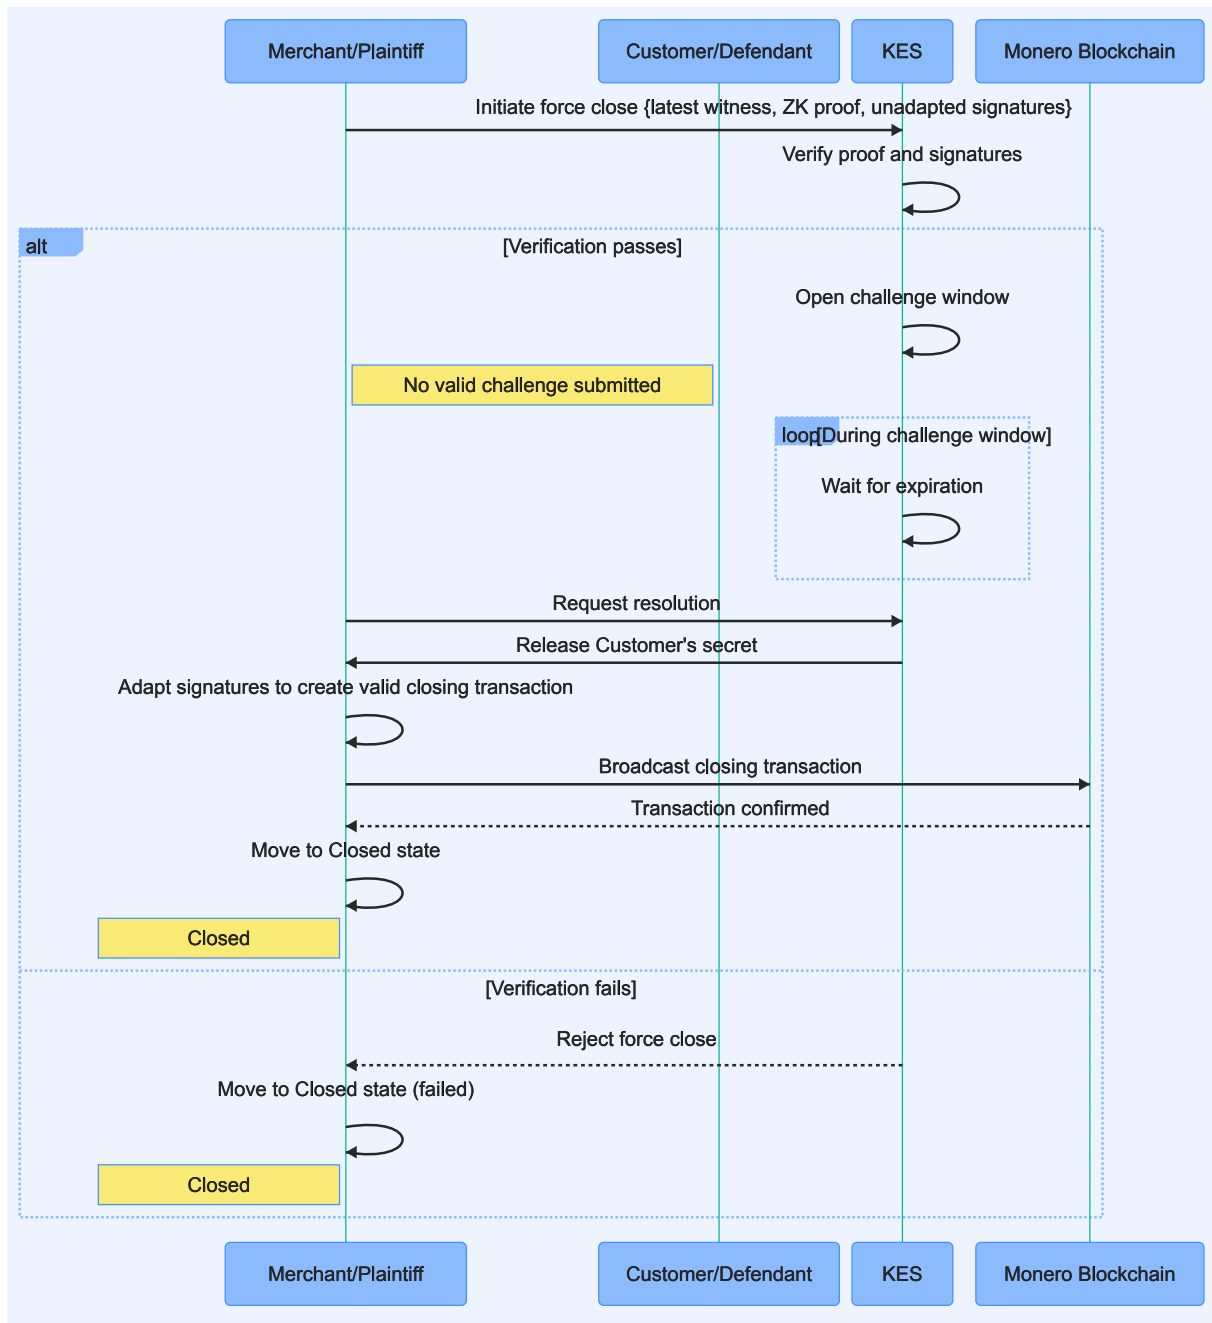 Merchant/Plaintiff
Customer/Defendant
KES
Monero Blockchain
Initiate force close {latest witness, ZK proof, unadapted signatures}
Verify proof and signatures
alt
[Verification passes]
Open challenge window
No valid challenge submitted
loop
[During challenge window]
Wait for expiration
Request resolution
Release Customer's secret
Adapt signatures to create valid closing transaction
Broadcast closing transaction
Transaction confirmed
Move to Closed state
Closed
[Verification fails]
Reject force close
Move to Closed state (failed)
Closed
Merchant/Plaintiff
Customer/Defendant
KES
Monero Blockchain